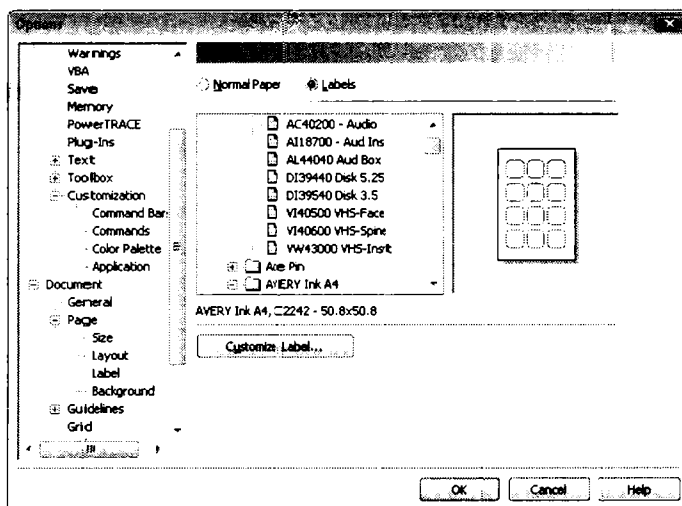 Options
Warnings
VBA
Save
Memory
PowerTRACE
Plug-Ins
Text
Toolbox
Customization
Command Bar
Commands
Color Palette
Application
Document
General
Page
Size
Layout
Label
Background
Guidelines
Grid
Normal Paper Labels
AC40200 - Audio
AI18700 - Aud Ins
AL44040 Aud Box
DI39440 Disk 5.25
DI39540 Disk 3.5
VI40500 VHS-Face
VI40600 VHS-Spine
VW43000 VHS-Insrt
Ace Pin
AVERY Ink A4
AVERY Ink A4, C2242 - 50.8x50.8
Customize Label...
OK Cancel Help